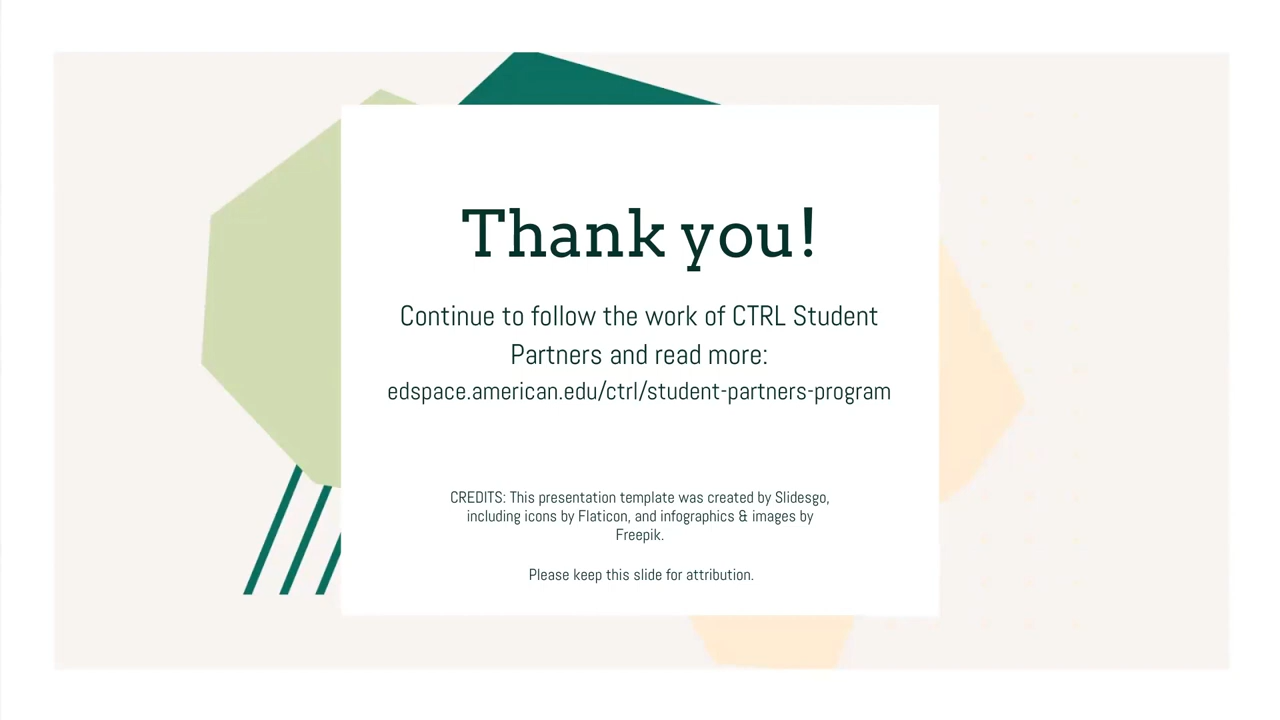 Thank you!
Continue to follow the work of CTRL Student
Partners and read more:
edspace.american.edu/ctrl/student-partners-program
CREDITS: This presentation template was created by Slidesgo,
including icons by Flaticon, and infographics & images by
Freepik.
Please keep this slide for attribution.